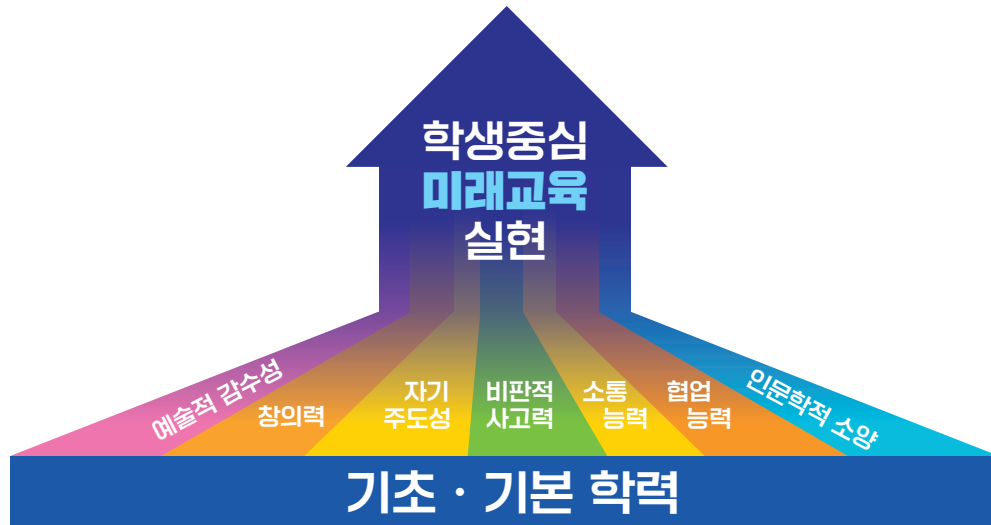 학생중심
미래교육
실현
예술적 감수성
창의력
자기
주도성
비판적
사고력
소통
능력
협업
능력
인문학적 소양
기초 · 기본 학력